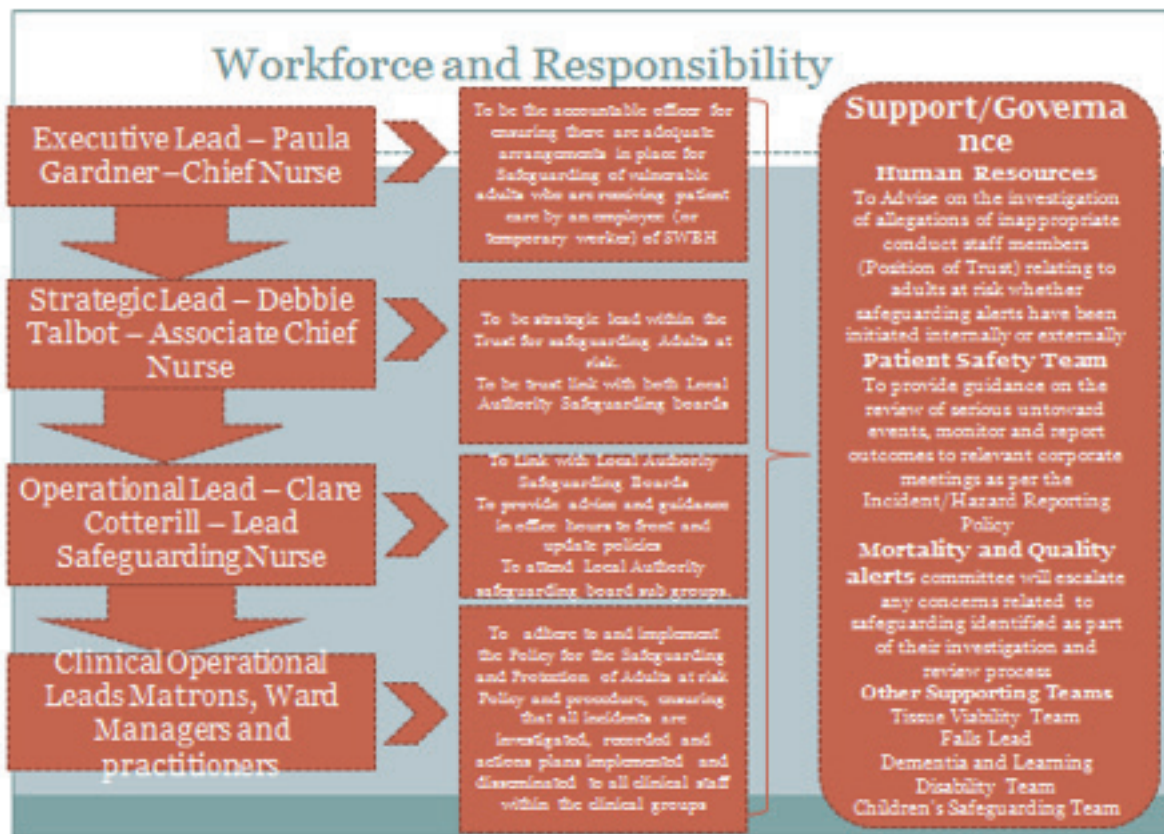 Workforce and Responsibility
Executive Lead – Paula
Gardner –Chief Nurse
To be the accountable officer for
ensuring there are adequate
arrangements in place for
Safeguarding of vulnerable
adults who are receiving patient
care by an employee (or
temporary worker) of SWBH
Strategic Lead – Debbie
Talbot – Associate Chief
Nurse
To be strategic lead within the
Trust for safeguarding Adults at
risk.
To be trust link with both Local
Authority Safeguarding boards
Operational Lead – Clare
Cotterill – Lead
Safeguarding Nurse
To Link with Local Authority
Safeguarding Boards
To provide advice and guidance
in office hours to front and
update policies
To attend Local Authority
safeguarding board sub groups.
Clinical Operational
Leads Matrons, Ward
Managers and
practitioners
To adhere to and implement
the Policy for the Safeguarding
and Protection of Adults at risk
Policy and procedure, ensuring
that all incidents are
investigated, recorded and
actions plans implemented and
disseminated to all clinical staff
within the clinical groups
Support/Governa
nce
Human Resources
To Advise on the investigation
of allegations of inappropriate
conduct staff members
(Position of Trust) relating to
adults at risk whether
safeguarding alerts have been
initiated internally or externally
Patient Safety Team
To provide guidance on the
review of serious untoward
events, monitor and report
outcomes to relevant corporate
meetings as per the
Incident/Hazard Reporting
Policy
Mortality and Quality
alerts committee will escalate
any concerns related to
safeguarding identified as part
of their investigation and
review process
Other Supporting Teams
Tissue Viability Team
Falls Lead
Dementia and Learning
Disability Team
Children's Safeguarding Team